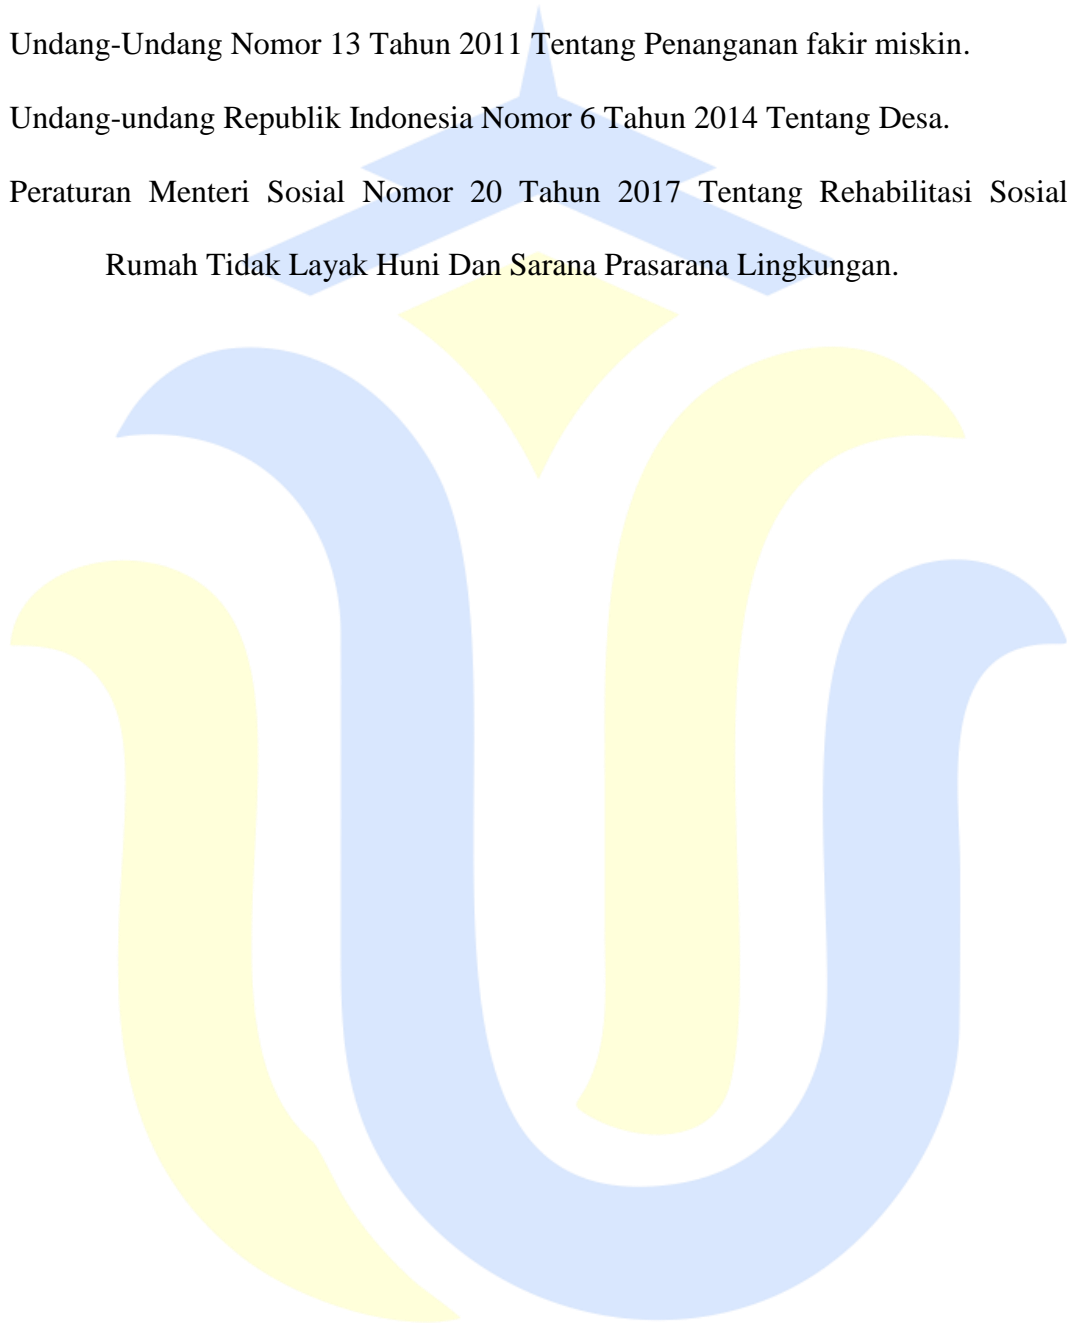 Undang-Undang Nomor 13 Tahun 2011 Tentang Penanganan fakir miskin.
Undang-undang Republik Indonesia Nomor 6 Tahun 2014 Tentang Desa.
Peraturan Menteri Sosial Nomor 20 Tahun 2017 Tentang Rehabilitasi Sosial
Rumah Tidak Layak Huni Dan Sarana Prasarana Lingkungan.